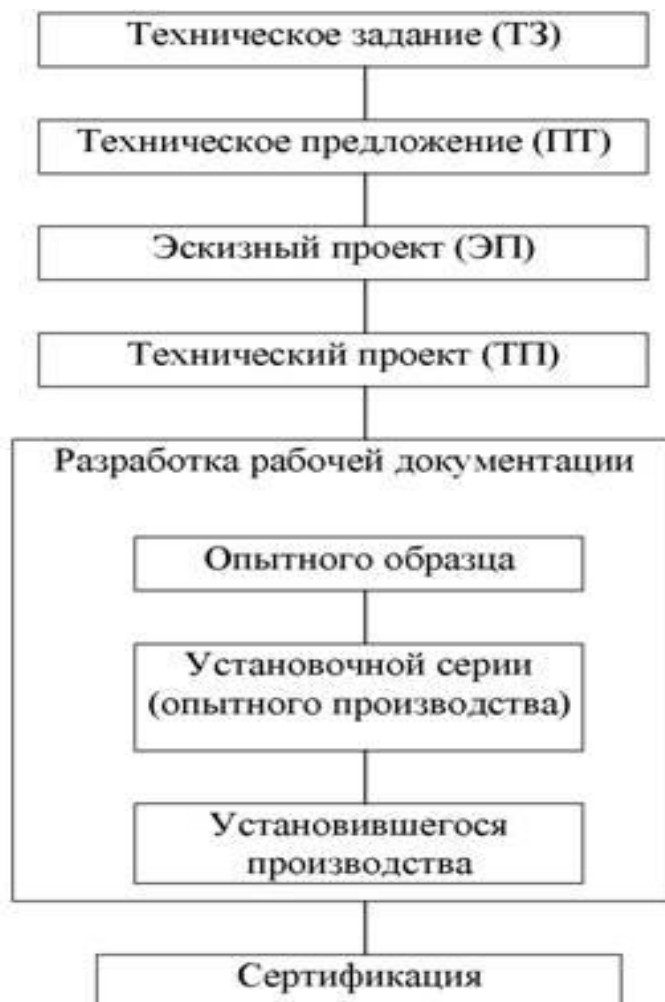 Техническое задание (ТЗ)
Техническое предложение (ПТ)
Эскизный проект (ЭП)
Технический проект (ТП)
Разработка рабочей документации
Опытного образца
Установочной серии
(опытного производства)
Установившегося
производства
Сертификация